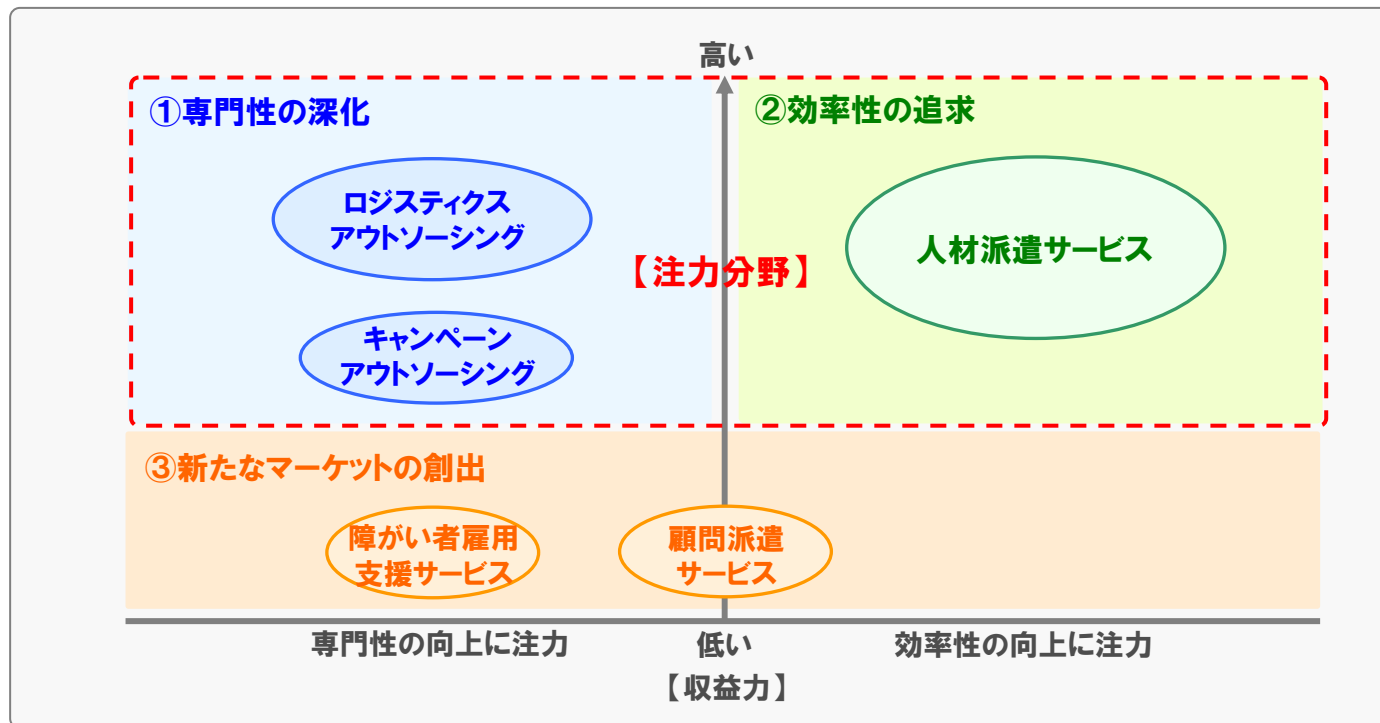 高い
①専門性の深化
②効率性の追求
ロジスティクス
アウトソーシング
人材派遣サービス
【注力分野】
キャンペーン
アウトソーシング
③新たなマーケットの創出
障がい者雇用
支援サービス
顧問派遣
サービス
専門性の向上に注力
低い
効率性の向上に注力
【収益力】